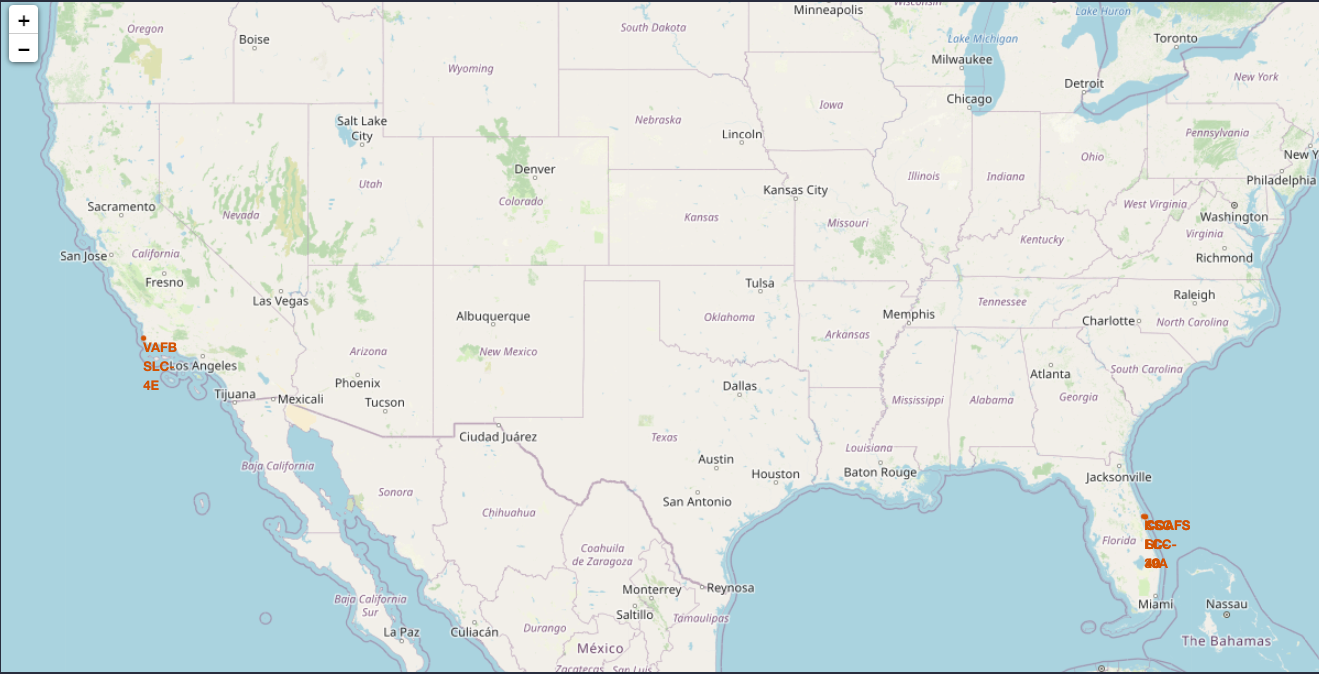 +
−
Oregon
Boise
South Dakota
Minneapolis
Wisconsin
Lake Huron
Toronto
Wyoming
Lake Michigan
Milwaukee
Detroit
New York
Chicago
Iowa
Salt Lake
City
Nebraska
Lincoln
Pennsylvania
New Y
Ohio
Denver
Utah
Illinois
Indiana
Philadelphia
Kansas City
Colorado
Sacramento
Nevada
Kansas
Missouri
West Virginia
Washington
Virginia
Kentucky
Richmond
San Jose
California
Fresno
Las Vegas
Tulsa
Raleigh
Tennessee
Albuquerque
Oklahoma
Memphis
Charlotte
North Carolina
Arkansas
VAFB
SLC-
4E
Los Angeles
Arizona
New Mexico
South Carolina
Atlanta
Phoenix
Dallas
Tijuana
Mexicali
Tucson
Mississippi
Alabama
Georgia
Ciudad Juárez
Texas
Louisiana
Austin
Baja California
Houston
Baton Rouge
Jacksonville
Sonora
San Antonio
Chihuahua
CCAFS
Florida
Coahuila
de Zaragoza
Monterrey
Reynosa
Baja California
Sur
Saltillo
Tamaulipas
Miami
Nassau
La Paz
Culiacán
Durango
México
The Bahamas
Zacatecas
San Luis